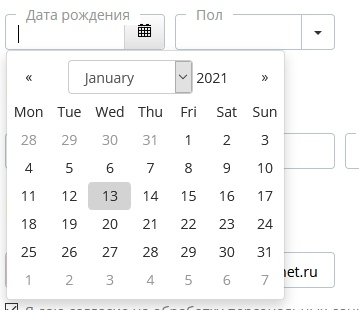 Дата рождения Пол
« January 2021 »
Mon Tue Wed Thu Fri Sat Sun
28 29 30 31 1 2 3
4 5 6 7 8 9 10
11 12 13 14 15 16 17
18 19 20 21 22 23 24
25 26 27 28 29 30 31
1 2 3 4 5 6 7
net.ru